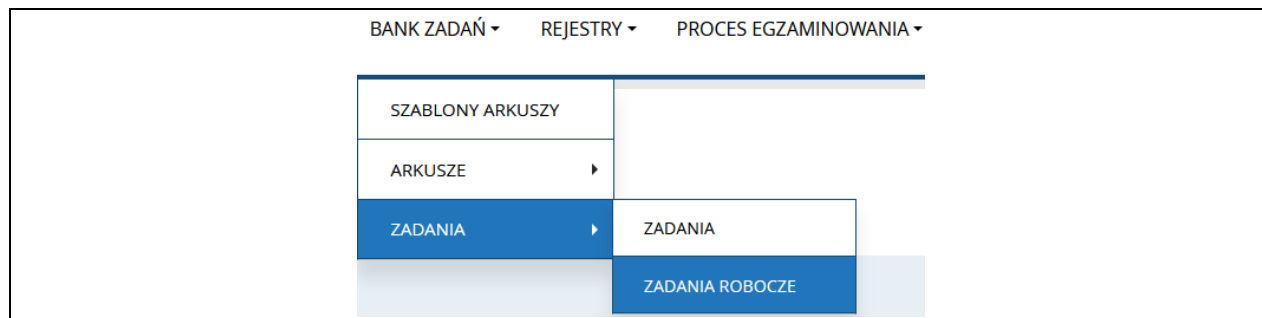 BANK ZADAŃ REJESTRY PROCES EGZAMINOWANIA
SZABLONY ARKUSZY
ARKUSZE
ZADANIA
ZADANIA
ZADANIA ROBOCZE